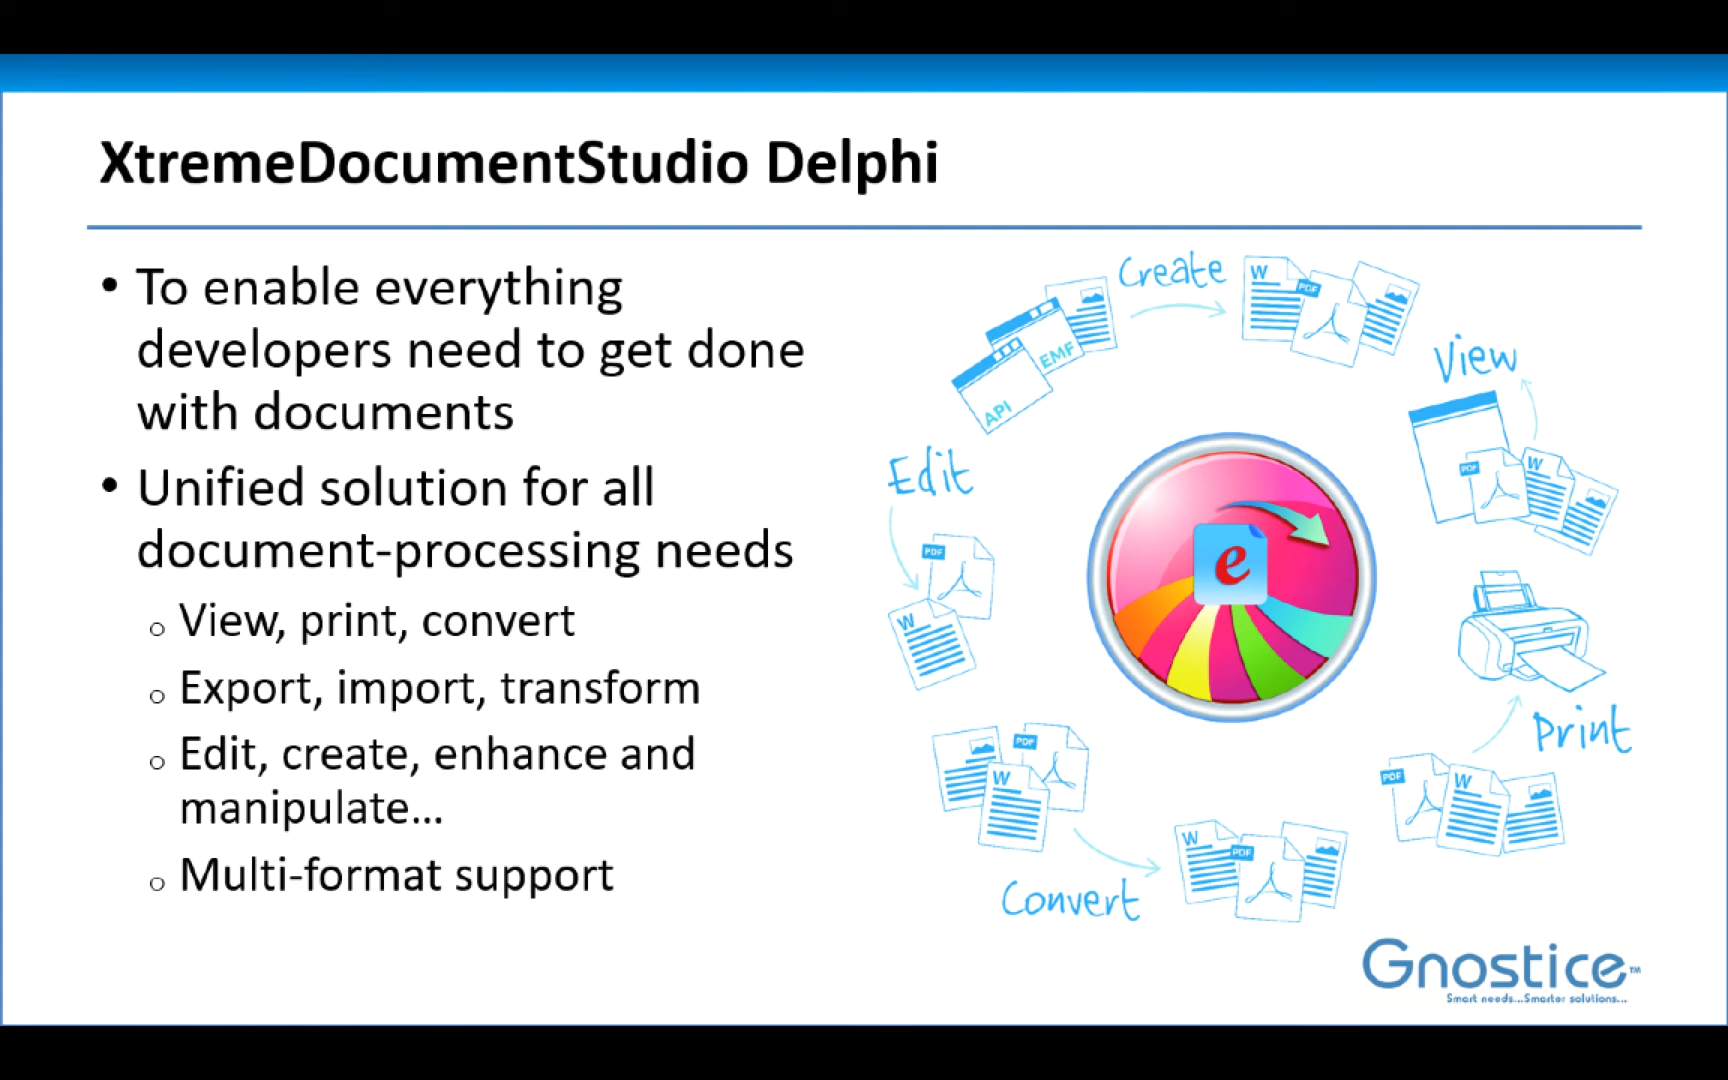 XtremeDocumentStudio Delphi
• To enable everything
developers need to get done
with documents
• Unified solution for all
document-processing needs
o View, print, convert
o Export, import, transform
o Edit, create, enhance and
manipulate...
o Multi-format support
Create
W
PDF
EMF
API
View
PDF
W
Edit
PDF
W
e
Print
PDF
W
PDF
W
Convert
W
PDF
Gnostice™
Smart needs...Smarter solutions...